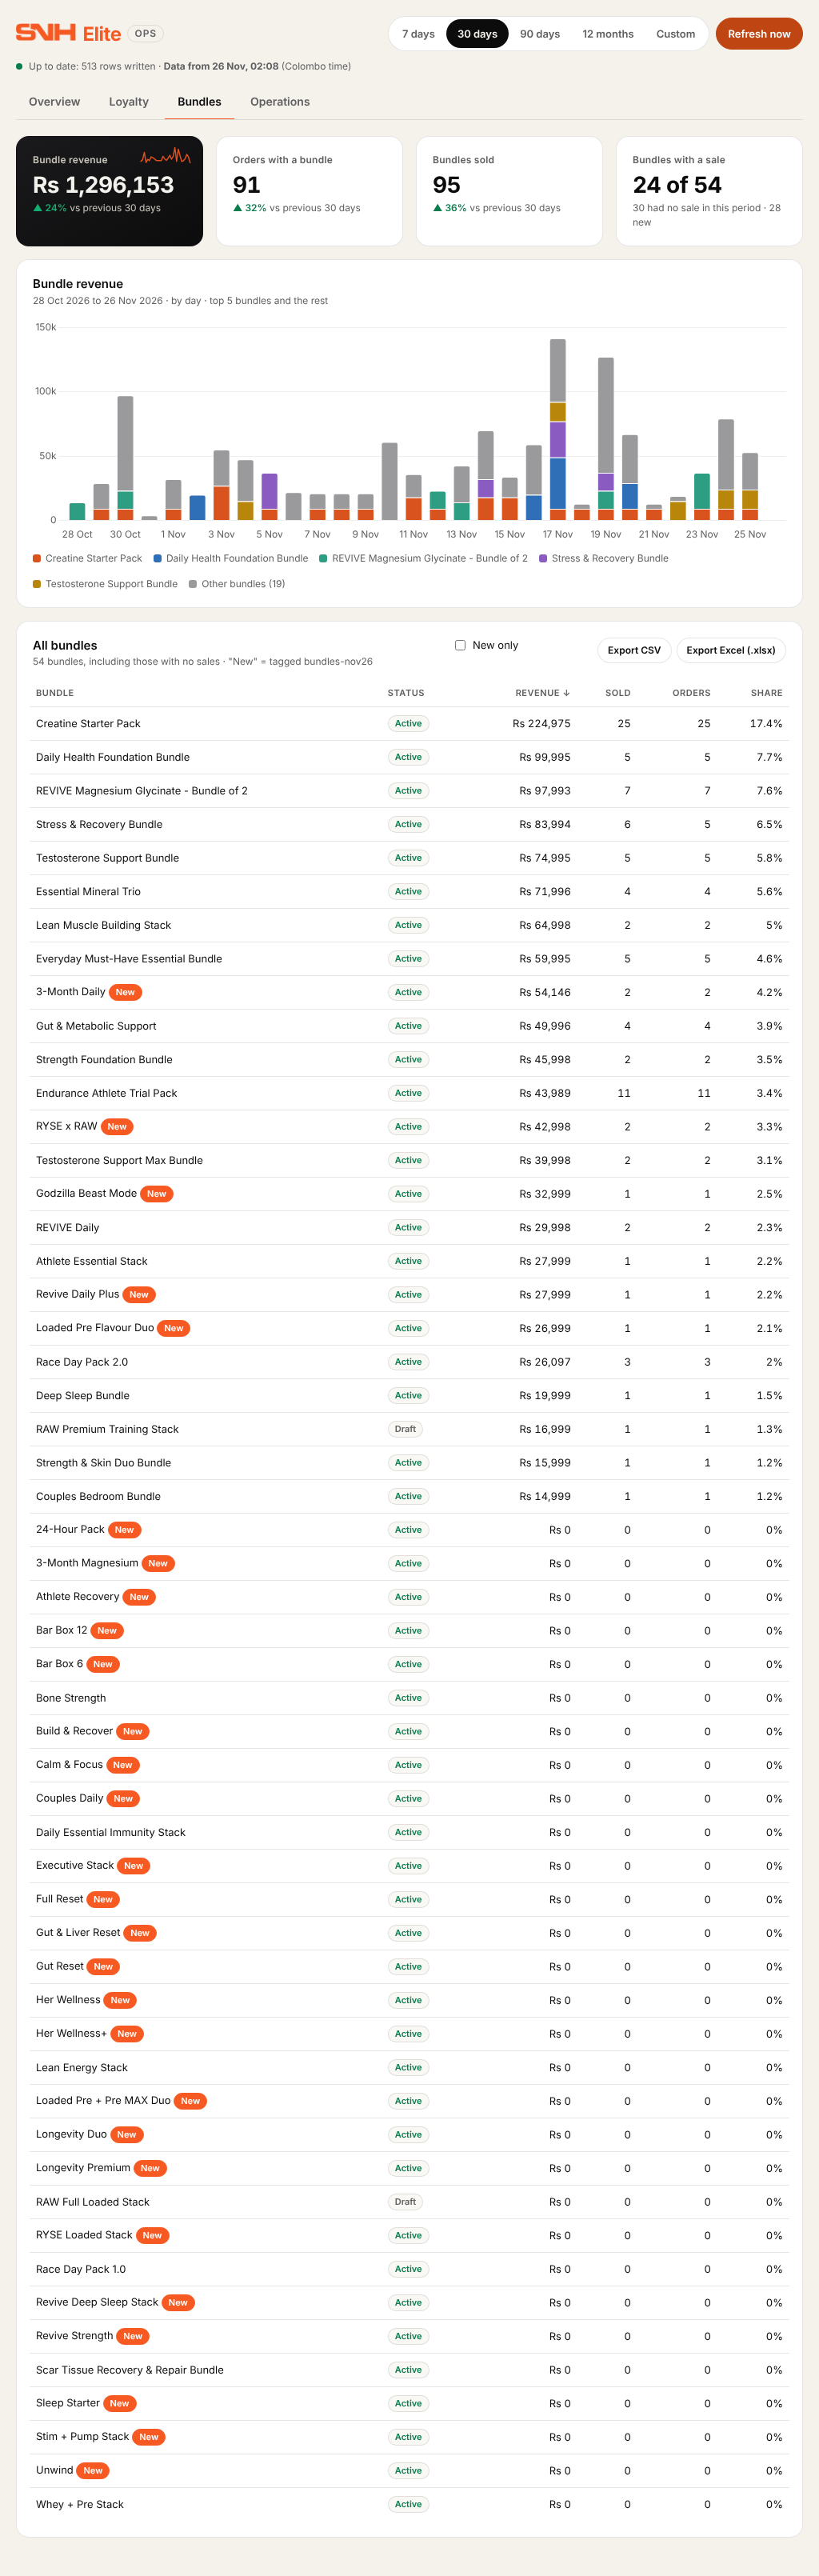 SNH Elite OPS
7 days 30 days 90 days 12 months Custom Refresh now
Up to date: 513 rows written · Data from 26 Nov, 02:08 (Colombo time)
Overview Loyalty Bundles Operations
Bundle revenue
Rs 1,296,153
▲ 24% vs previous 30 days
Orders with a bundle
91
▲ 32% vs previous 30 days
Bundles sold
95
▲ 36% vs previous 30 days
Bundles with a sale
24 of 54
30 had no sale in this period · 28
new
Bundle revenue
28 Oct 2026 to 26 Nov 2026 · by day · top 5 bundles and the rest
150k
100k
50k
0
28 Oct 30 Oct 1 Nov 3 Nov 5 Nov 7 Nov 9 Nov 11 Nov 13 Nov 15 Nov 17 Nov 19 Nov 21 Nov 23 Nov 25 Nov
Creatine Starter Pack Daily Health Foundation Bundle REVIVE Magnesium Glycinate - Bundle of 2 Stress & Recovery Bundle
Testosterone Support Bundle Other bundles (19)
All bundles
54 bundles, including those with no sales · "New" = tagged bundles-nov26
New only
Export CSV Export Excel (.xlsx)
BUNDLE STATUS REVENUE ↓ SOLD ORDERS SHARE
Creatine Starter Pack Active Rs 224,975 25 25 17.4%
Daily Health Foundation Bundle Active Rs 99,995 5 5 7.7%
REVIVE Magnesium Glycinate - Bundle of 2 Active Rs 97,993 7 7 7.6%
Stress & Recovery Bundle Active Rs 83,994 6 5 6.5%
Testosterone Support Bundle Active Rs 74,995 5 5 5.8%
Essential Mineral Trio Active Rs 71,996 4 4 5.6%
Lean Muscle Building Stack Active Rs 64,998 2 2 5%
Everyday Must-Have Essential Bundle Active Rs 59,995 5 5 4.6%
3-Month Daily New Active Rs 54,146 2 2 4.2%
Gut & Metabolic Support Active Rs 49,996 4 4 3.9%
Strength Foundation Bundle Active Rs 45,998 2 2 3.5%
Endurance Athlete Trial Pack Active Rs 43,989 11 11 3.4%
RYSE x RAW New Active Rs 42,998 2 2 3.3%
Testosterone Support Max Bundle Active Rs 39,998 2 2 3.1%
Godzilla Beast Mode New Active Rs 32,999 1 1 2.5%
REVIVE Daily Active Rs 29,998 2 2 2.3%
Athlete Essential Stack Active Rs 27,999 1 1 2.2%
Revive Daily Plus New Active Rs 27,999 1 1 2.2%
Loaded Pre Flavour Duo New Active Rs 26,999 1 1 2.1%
Race Day Pack 2.0 Active Rs 26,097 3 3 2%
Deep Sleep Bundle Active Rs 19,999 1 1 1.5%
RAW Premium Training Stack Draft Rs 16,999 1 1 1.3%
Strength & Skin Duo Bundle Active Rs 15,999 1 1 1.2%
Couples Bedroom Bundle Active Rs 14,999 1 1 1.2%
24-Hour Pack New Active Rs 0 0 0 0%
3-Month Magnesium New Active Rs 0 0 0 0%
Athlete Recovery New Active Rs 0 0 0 0%
Bar Box 12 New Active Rs 0 0 0 0%
Bar Box 6 New Active Rs 0 0 0 0%
Bone Strength Active Rs 0 0 0 0%
Build & Recover New Active Rs 0 0 0 0%
Calm & Focus New Active Rs 0 0 0 0%
Couples Daily New Active Rs 0 0 0 0%
Daily Essential Immunity Stack Active Rs 0 0 0 0%
Executive Stack New Active Rs 0 0 0 0%
Full Reset New Active Rs 0 0 0 0%
Gut & Liver Reset New Active Rs 0 0 0 0%
Gut Reset New Active Rs 0 0 0 0%
Her Wellness New Active Rs 0 0 0 0%
Her Wellness+ New Active Rs 0 0 0 0%
Lean Energy Stack Active Rs 0 0 0 0%
Loaded Pre + Pre MAX Duo New Active Rs 0 0 0 0%
Longevity Duo New Active Rs 0 0 0 0%
Longevity Premium New Active Rs 0 0 0 0%
RAW Full Loaded Stack Draft Rs 0 0 0 0%
RYSE Loaded Stack New Active Rs 0 0 0 0%
Race Day Pack 1.0 Active Rs 0 0 0 0%
Revive Deep Sleep Stack New Active Rs 0 0 0 0%
Revive Strength New Active Rs 0 0 0 0%
Scar Tissue Recovery & Repair Bundle Active Rs 0 0 0 0%
Sleep Starter New Active Rs 0 0 0 0%
Stim + Pump Stack New Active Rs 0 0 0 0%
Unwind New Active Rs 0 0 0 0%
Whey + Pre Stack Active Rs 0 0 0 0%